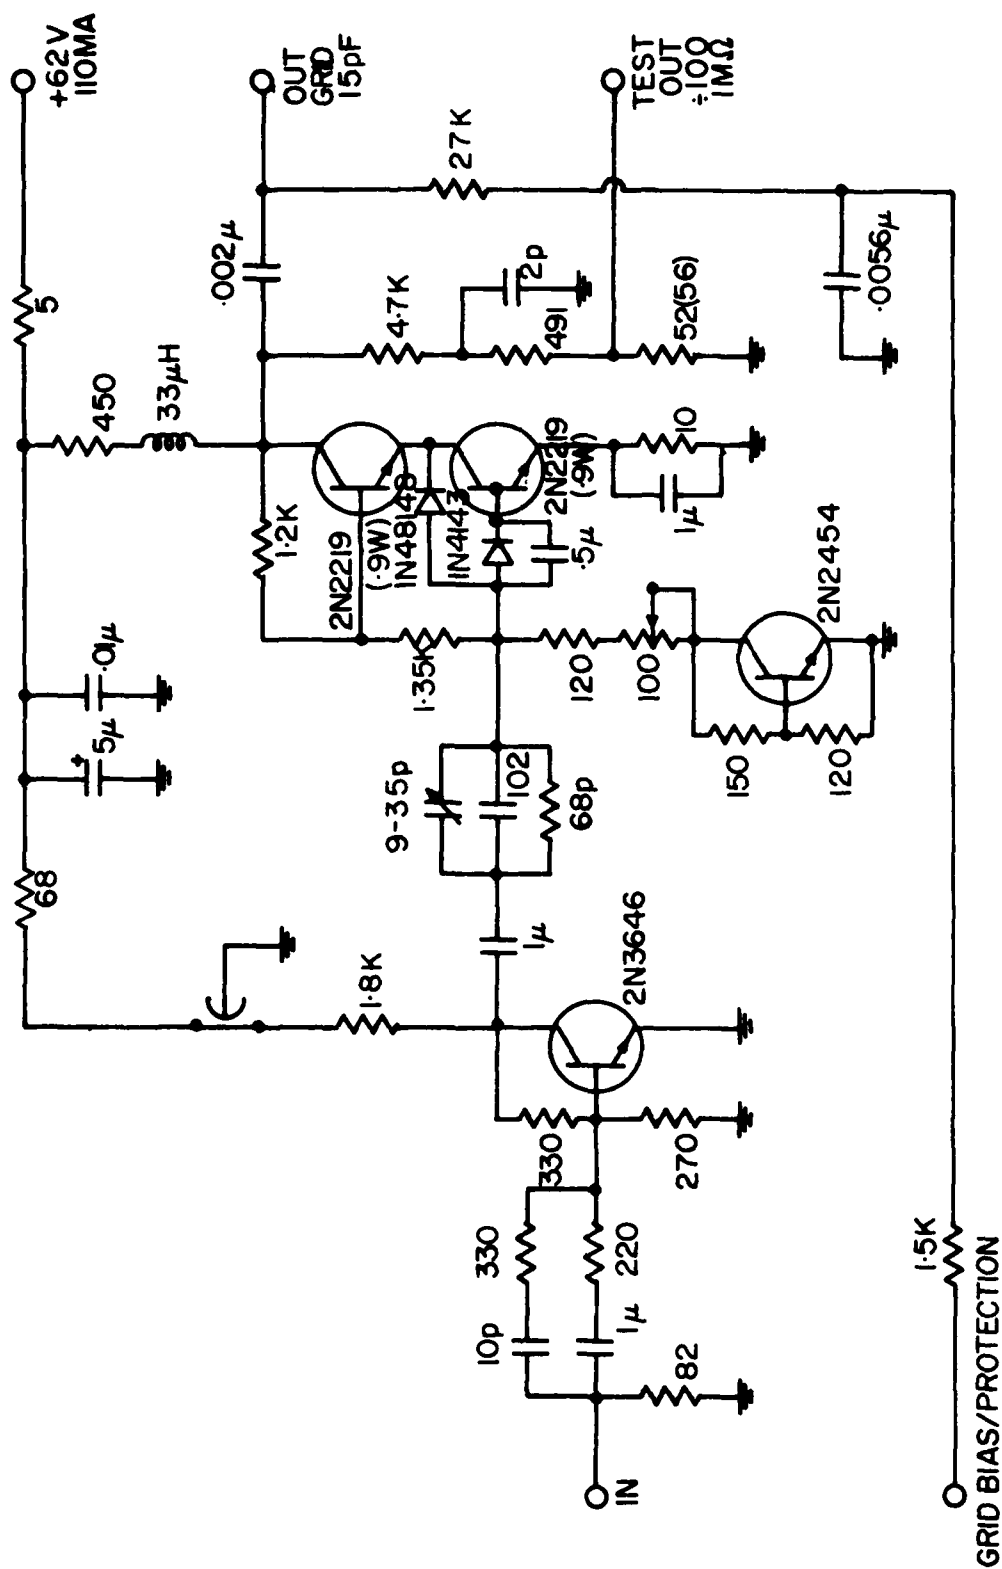 +62V
110MA
5
450
33µH
.01µ
5µ
+
68
OUT
GRID
15pF
.002µ
27K
1.2K
4.7K
2p
491
52(56)
TEST
OUT
÷100
1MΩ
.0056µ
2N2219
(.9W)
1N48148
1N4143
2N2219
(.9W)
.5µ
10
1µ
1.35K
120
100
2N2454
150
120
9-35p
102
68p
1µ
1.8K
2N3646
330
270
330
220
10p
1µ
82
IN
1.5K
GRID BIAS/PROTECTION